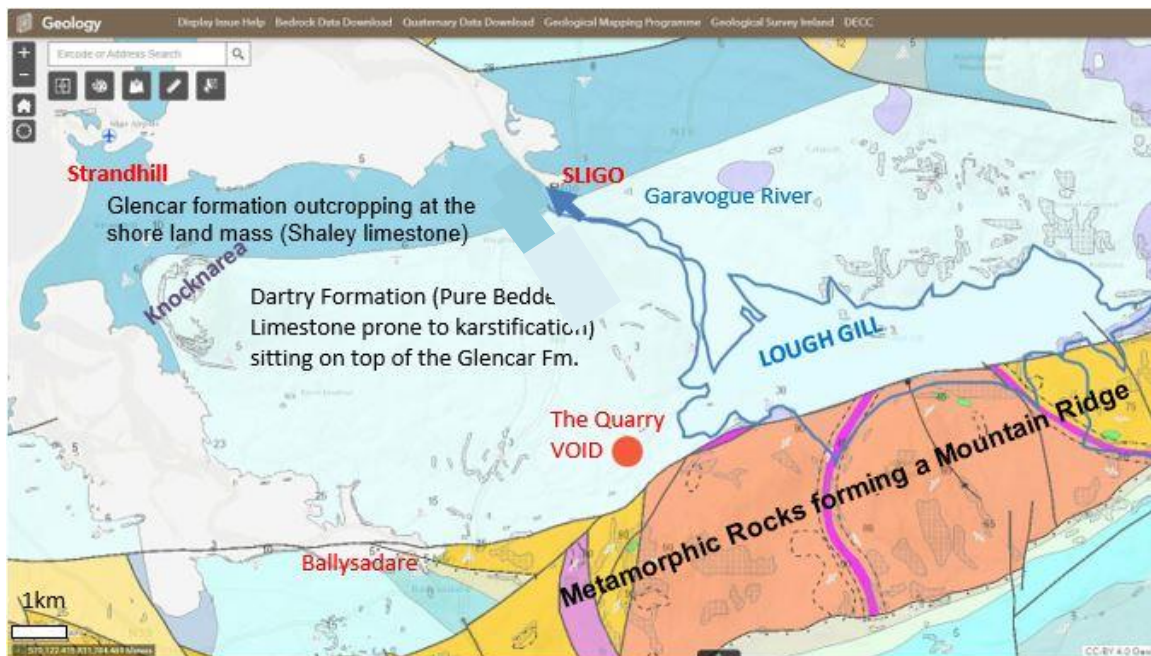 Geology
Display Issue Help Bedrock Data Download Quaternary Data Download Geological Mapping Programme Geological Survey Ireland DECC
Eircode or Address Search
Strandhill
SLIGO
Glencar formation outcropping at the
shore land mass (Shaley limestone)
Garavogue River
Knocknarea
Dartry Formation (Pure Bedde
Limestone prone to karstification)
sitting on top of the Glencar Fm.
LOUGH GILL
The Quarry
VOID
Metamorphic Rocks forming a Mountain Ridge
Ballysadare
1km
CC-BY 4.0